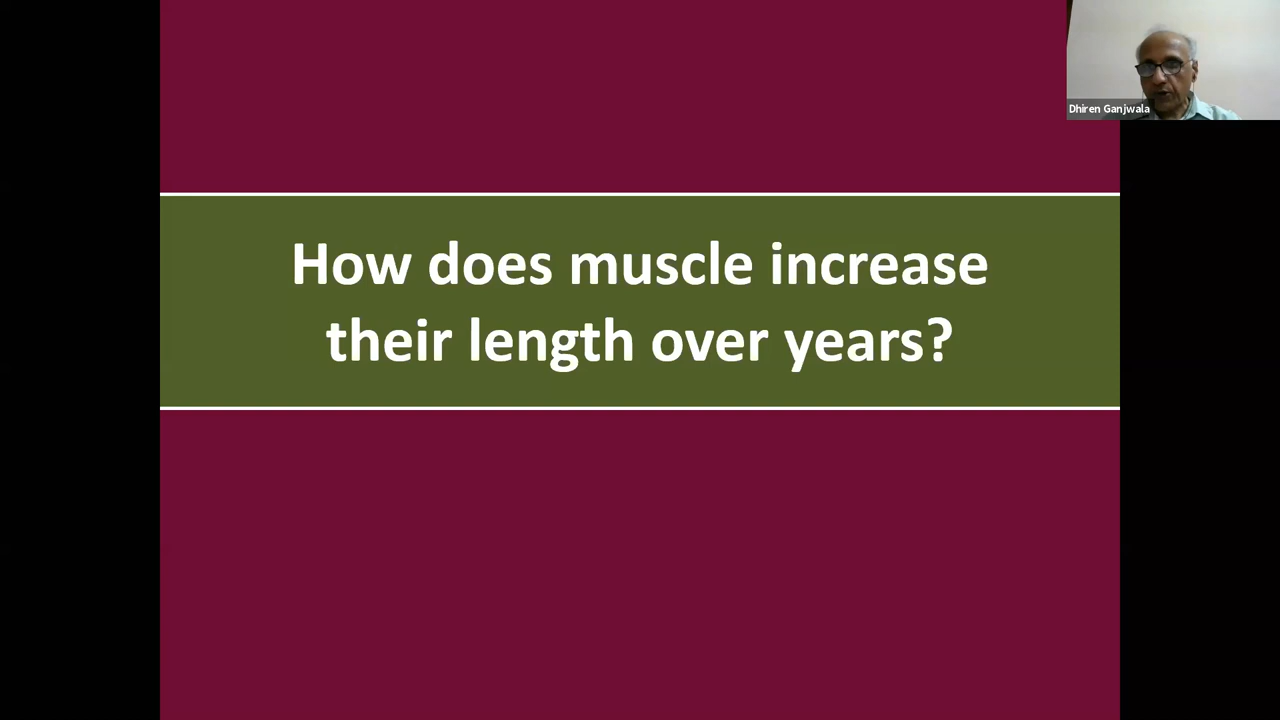 Dhiren Ganjwala
How does muscle increase
their length over years?